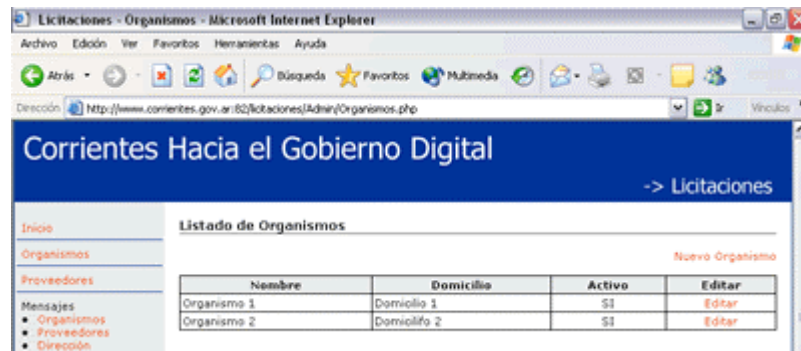 Licitaciones - Organismos - Microsoft Internet Explorer
Archivo Edición Ver Favoritos Herramientas Ayuda
Atrás Búsqueda Favoritos Multimedia
Dirección http://www.corrientes.gov.ar:82/licitaciones/Admin/Organismos.php Ir Vínculos
Corrientes Hacia el Gobierno Digital
-> Licitaciones
Inicio
Listado de Organismos
Organismos
Nuevo Organismo
Proveedores
Nombre Domicilio Activo Editar
Organismo 1 Domicilio 1 SI Editar
Organismo 2 Domicilifo 2 SI Editar
Mensajes
Organismos
Proveedores
Dirección